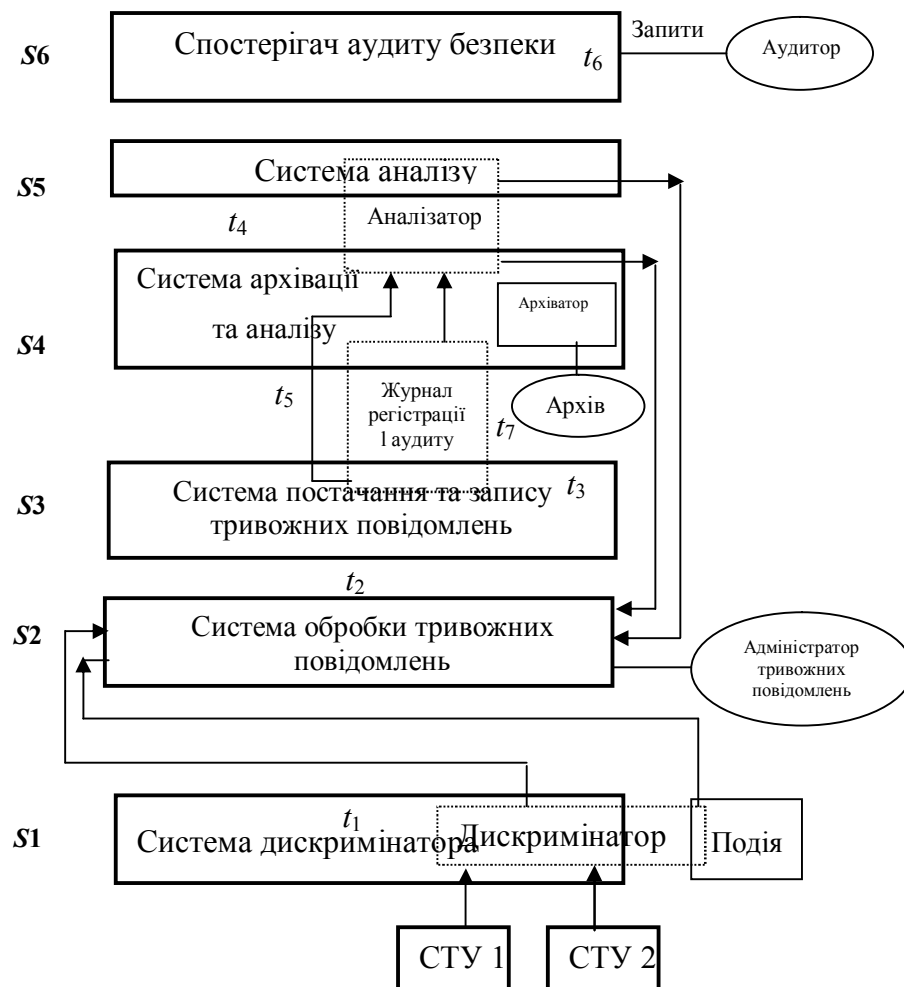 Спостерігач аудиту безпеки
Запити
S6
t6
Аудитор
Система аналізу
S5
Аналізатор
t4
Система архівації
та аналізу
Архіватор
S4
t5
Журнал
регістрації
1 аудиту
t7
Архів
Система постачання та запису
тривожних повідомлень
t3
S3
t2
S2
Система обробки тривожних
повідомлень
Адміністратор
тривожних
повідомлень
t1
S1
Система дискримінатора
Дискримінатор
Подія
СТУ 1
СТУ 2